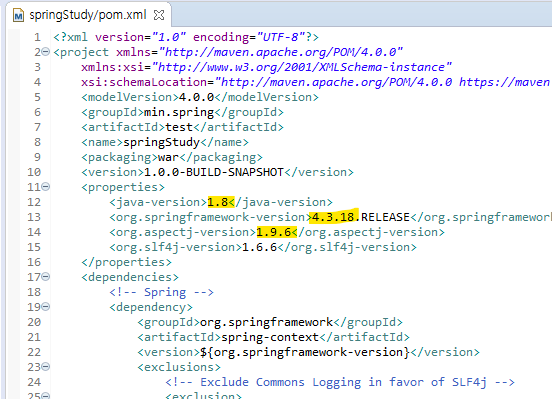 springStudy/pom.xml
1 <?xml version="1.0" encoding="UTF-8"?>
2 <project xmlns="http://maven.apache.org/POM/4.0.0"
3 xmlns:xsi="http://www.w3.org/2001/XMLSchema-instance"
4 xsi:schemaLocation="http://maven.apache.org/POM/4.0.0 https://maven
5 <modelVersion>4.0.0</modelVersion>
6 <groupId>min.spring</groupId>
7 <artifactId>test</artifactId>
8 <name>springStudy</name>
9 <packaging>war</packaging>
10 <version>1.0.0-BUILD-SNAPSHOT</version>
11 <properties>
12 <java-version>1.8</java-version>
13 <org.springframework-version>4.3.18.RELEASE</org.springframework
14 <org.aspectj-version>1.9.6</org.aspectj-version>
15 <org.slf4j-version>1.6.6</org.slf4j-version>
16 </properties>
17 <dependencies>
18 <!-- Spring -->
19 <dependency>
20 <groupId>org.springframework</groupId>
21 <artifactId>spring-context</artifactId>
22 <version>${org.springframework-version}</version>
23 <exclusions>
24 <!-- Exclude Commons Logging in favor of SLF4j -->
25 <exclusion>